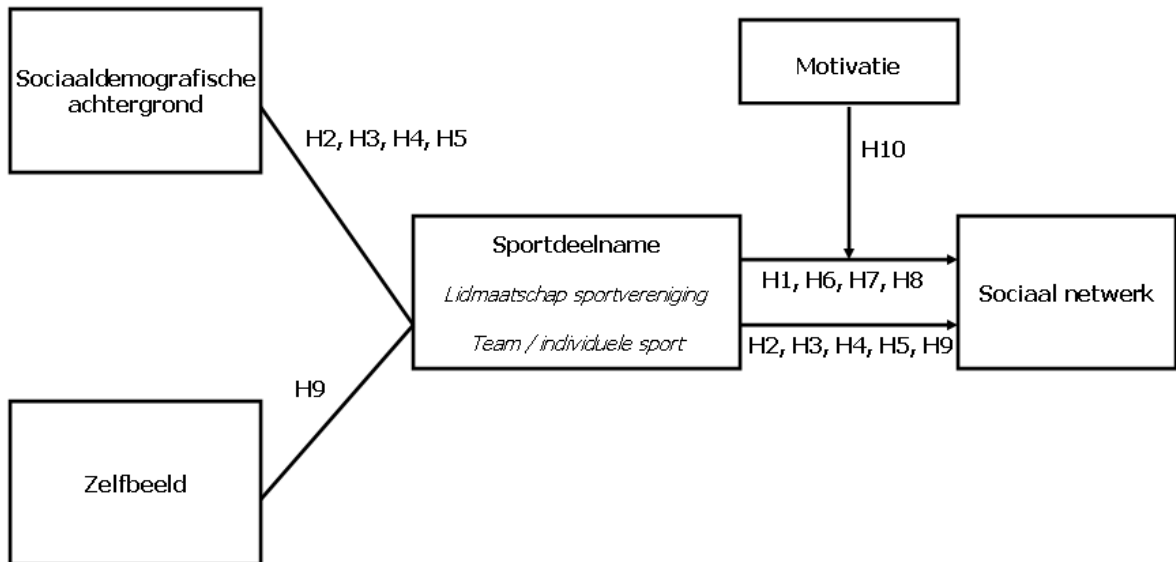 Sociaaldemografische
achtergrond
H2, H3, H4, H5
Motivatie
H10
Sportdeelname
Lidmaatschap sportvereniging
Team / individuele sport
H1, H6, H7, H8
H2, H3, H4, H5, H9
Sociaal netwerk
H9
Zelfbeeld